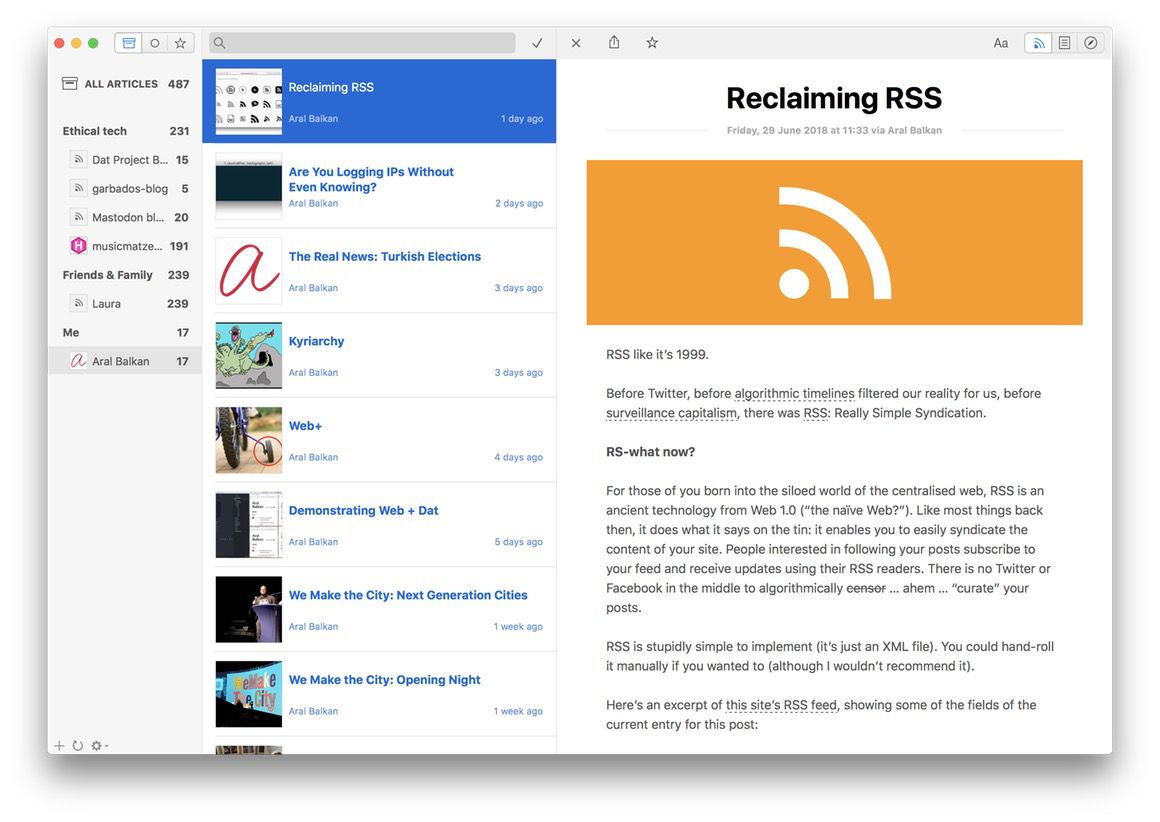 ALL ARTICLES 487
Ethical tech 231
Dat Project B... 15
garbados-blog 5
Mastodon bl... 20
musicmatze... 191
Friends & Family 239
Laura 239
Me 17
Aral Balkan 17
Reclaiming RSS
Aral Balkan 1 day ago
Are You Logging IPs Without
Even Knowing?
Aral Balkan 2 days ago
The Real News: Turkish Elections
Aral Balkan 3 days ago
Kyriarchy
Aral Balkan 3 days ago
Web+
Aral Balkan 4 days ago
Demonstrating Web + Dat
Aral Balkan 5 days ago
We Make the City: Next Generation Cities
Aral Balkan 1 week ago
We Make the City: Opening Night
Aral Balkan 1 week ago
Aa
Reclaiming RSS
Friday, 29 June 2018 at 11:33 via Aral Balkan
RSS like it’s 1999.
Before Twitter, before algorithmic timelines filtered our reality for us, before
surveillance capitalism, there was RSS: Really Simple Syndication.
RS-what now?
For those of you born into the siloed world of the centralised web, RSS is an
ancient technology from Web 1.0 (“the naïve Web?”). Like most things back
then, it does what it says on the tin: it enables you to easily syndicate the
content of your site. People interested in following your posts subscribe to
your feed and receive updates using their RSS readers. There is no Twitter or
Facebook in the middle to algorithmically censor ... ahem ... “curate” your
posts.
RSS is stupidly simple to implement (it’s just an XML file). You could hand-roll
it manually if you wanted to (although I wouldn’t recommend it).
Here’s an excerpt of this site’s RSS feed, showing some of the fields of the
current entry for this post: